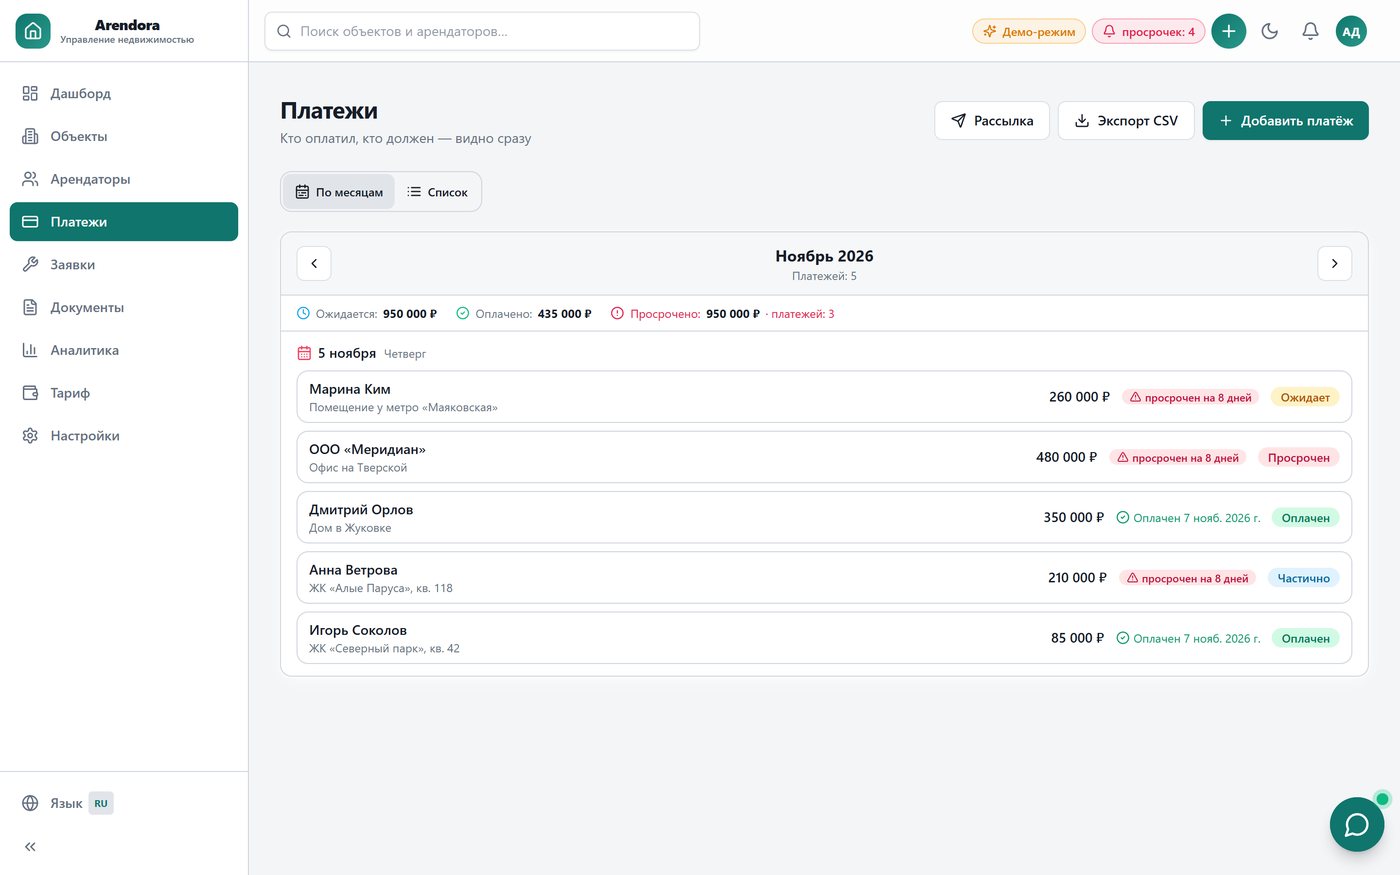 Arendora
Управление недвижимостью
Поиск объектов и арендаторов...
Демо-режим
просрочек: 4
АД
Дашборд
Объекты
Арендаторы
Платежи
Заявки
Документы
Аналитика
Тариф
Настройки
Язык RU
Платежи
Кто оплатил, кто должен — видно сразу
Рассылка
Экспорт CSV
Добавить платёж
По месяцам
Список
Ноябрь 2026
Платежей: 5
Ожидается: 950 000 ₽ Оплачено: 435 000 ₽ Просрочено: 950 000 ₽ · платежей: 3
5 ноября Четверг
Марина Ким
Помещение у метро «Маяковская»
260 000 ₽ просрочен на 8 дней Ожидает
ООО «Меридиан»
Офис на Тверской
480 000 ₽ просрочен на 8 дней Просрочен
Дмитрий Орлов
Дом в Жуковке
350 000 ₽ Оплачен 7 нояб. 2026 г. Оплачен
Анна Ветрова
ЖК «Алые Паруса», кв. 118
210 000 ₽ просрочен на 8 дней Частично
Игорь Соколов
ЖК «Северный парк», кв. 42
85 000 ₽ Оплачен 7 нояб. 2026 г. Оплачен